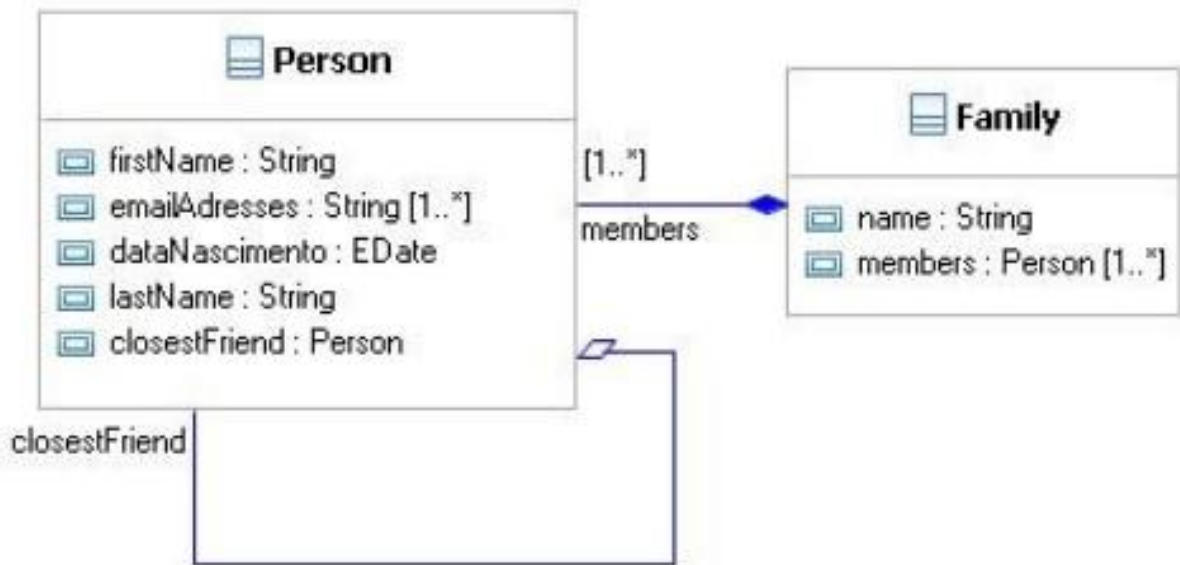 Person
firstName : String
emailAdresses : String [1..*]
dataNascimento : EDate
lastName : String
closestFriend : Person
[1..*]
members
Family
name : String
members : Person [1..*]
closestFriend